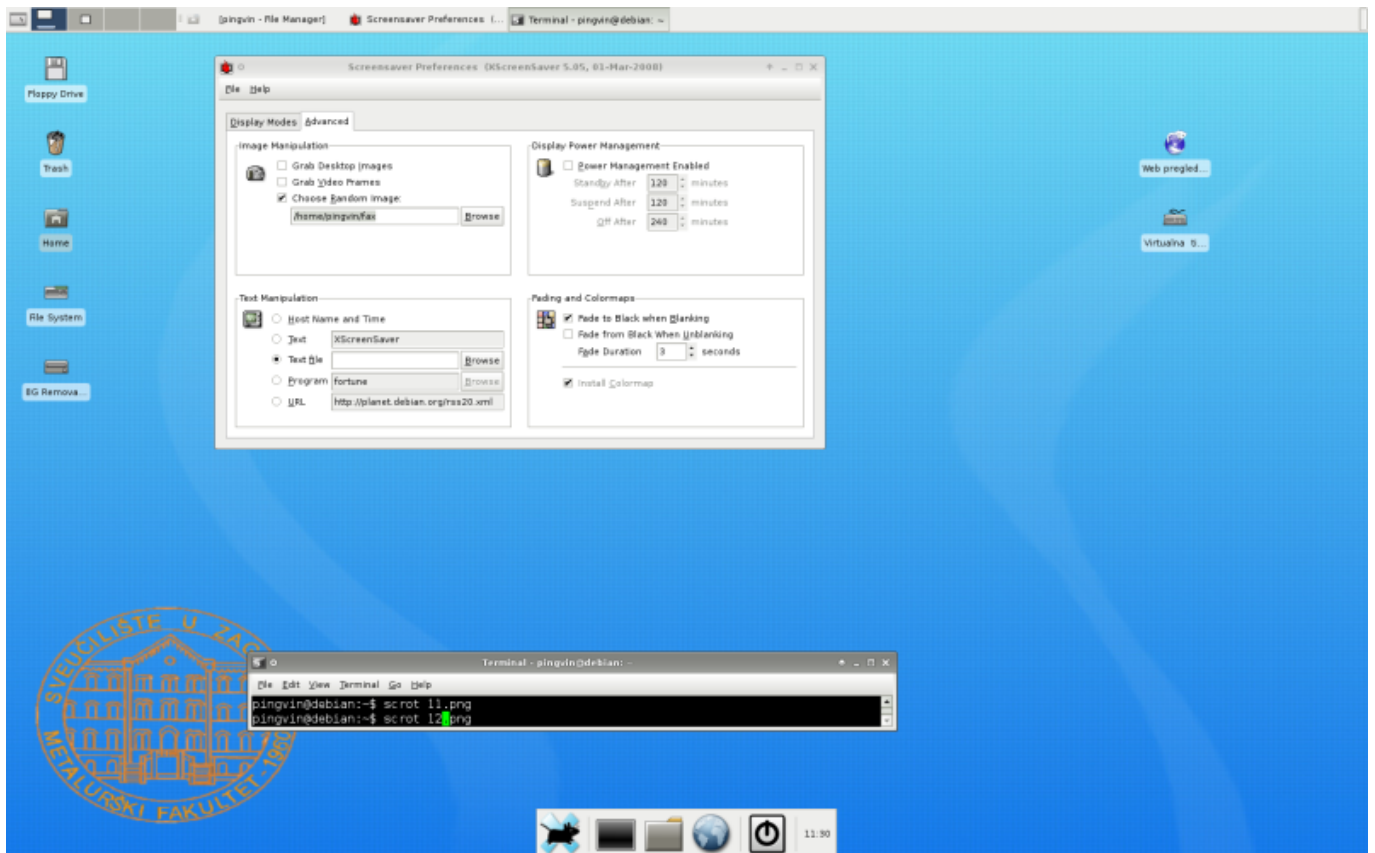 [pingvin - File Manager]
Screensaver Preferences (...
Terminal - pingvin@debian: ~
Floppy Drive
Trash
Home
File System
8G Remova...
Web pregled...
Virtualna ti...
Screensaver Preferences (XScreenSaver 5.05, 01-Mar-2008)
File Help
Display Modes Advanced
Image Manipulation
Grab Desktop Images
Grab Video Frames
Choose Random Image:
/home/pingvin/fax Browse
Display Power Management
Power Management Enabled
Standby After 120 minutes
Suspend After 120 minutes
Off After 240 minutes
Text Manipulation
Host Name and Time
Text XScreenSaver
Text file Browse
Program fortune Browse
URL http://planet.debian.org/rss20.xml
Fading and Colormaps
Fade to Black when Blanking
Fade from Black When Unblanking
Fade Duration 3 seconds
Install Colormap
SVEUČILIŠTE U
METALURŠKI FAKULTET - 1960
Terminal - pingvin@debian: ~
File Edit View Terminal Go Help
pingvin@debian:~$ scrot 11.png
pingvin@debian:~$ scrot 12.png
11:30